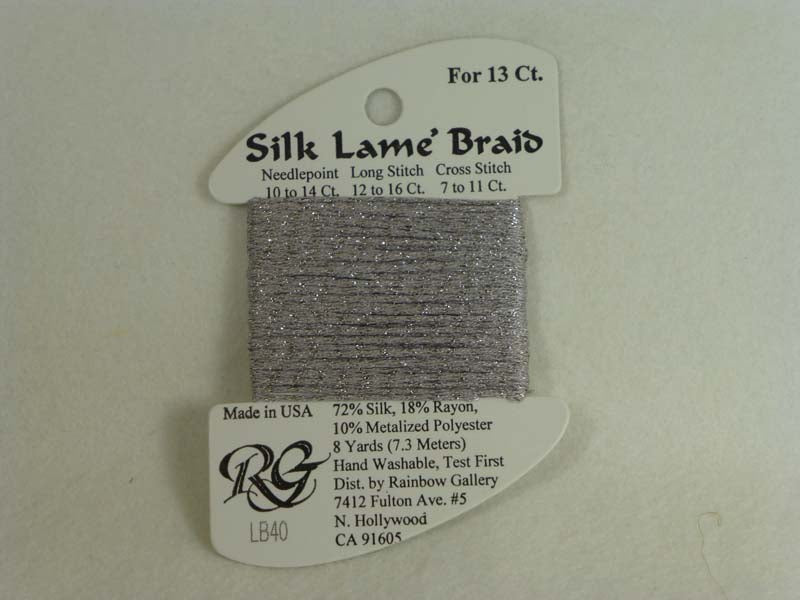 For 13 Ct.
Silk Lame' Braid
Needlepoint Long Stitch Cross Stitch
10 to 14 Ct. 12 to 16 Ct. 7 to 11 Ct.
Made in USA
RG
LB40
72% Silk, 18% Rayon,
10% Metalized Polyester
8 Yards (7.3 Meters)
Hand Washable, Test First
Dist. by Rainbow Gallery
7412 Fulton Ave. #5
N. Hollywood
CA 91605